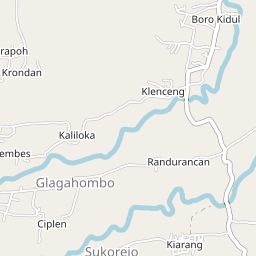 Boro Kidul
rapoh
Krondan
Klenceng
Kaliloka
embes
Randurancan
Glagahombo
Ciplen
Kiarang
Sukorejo